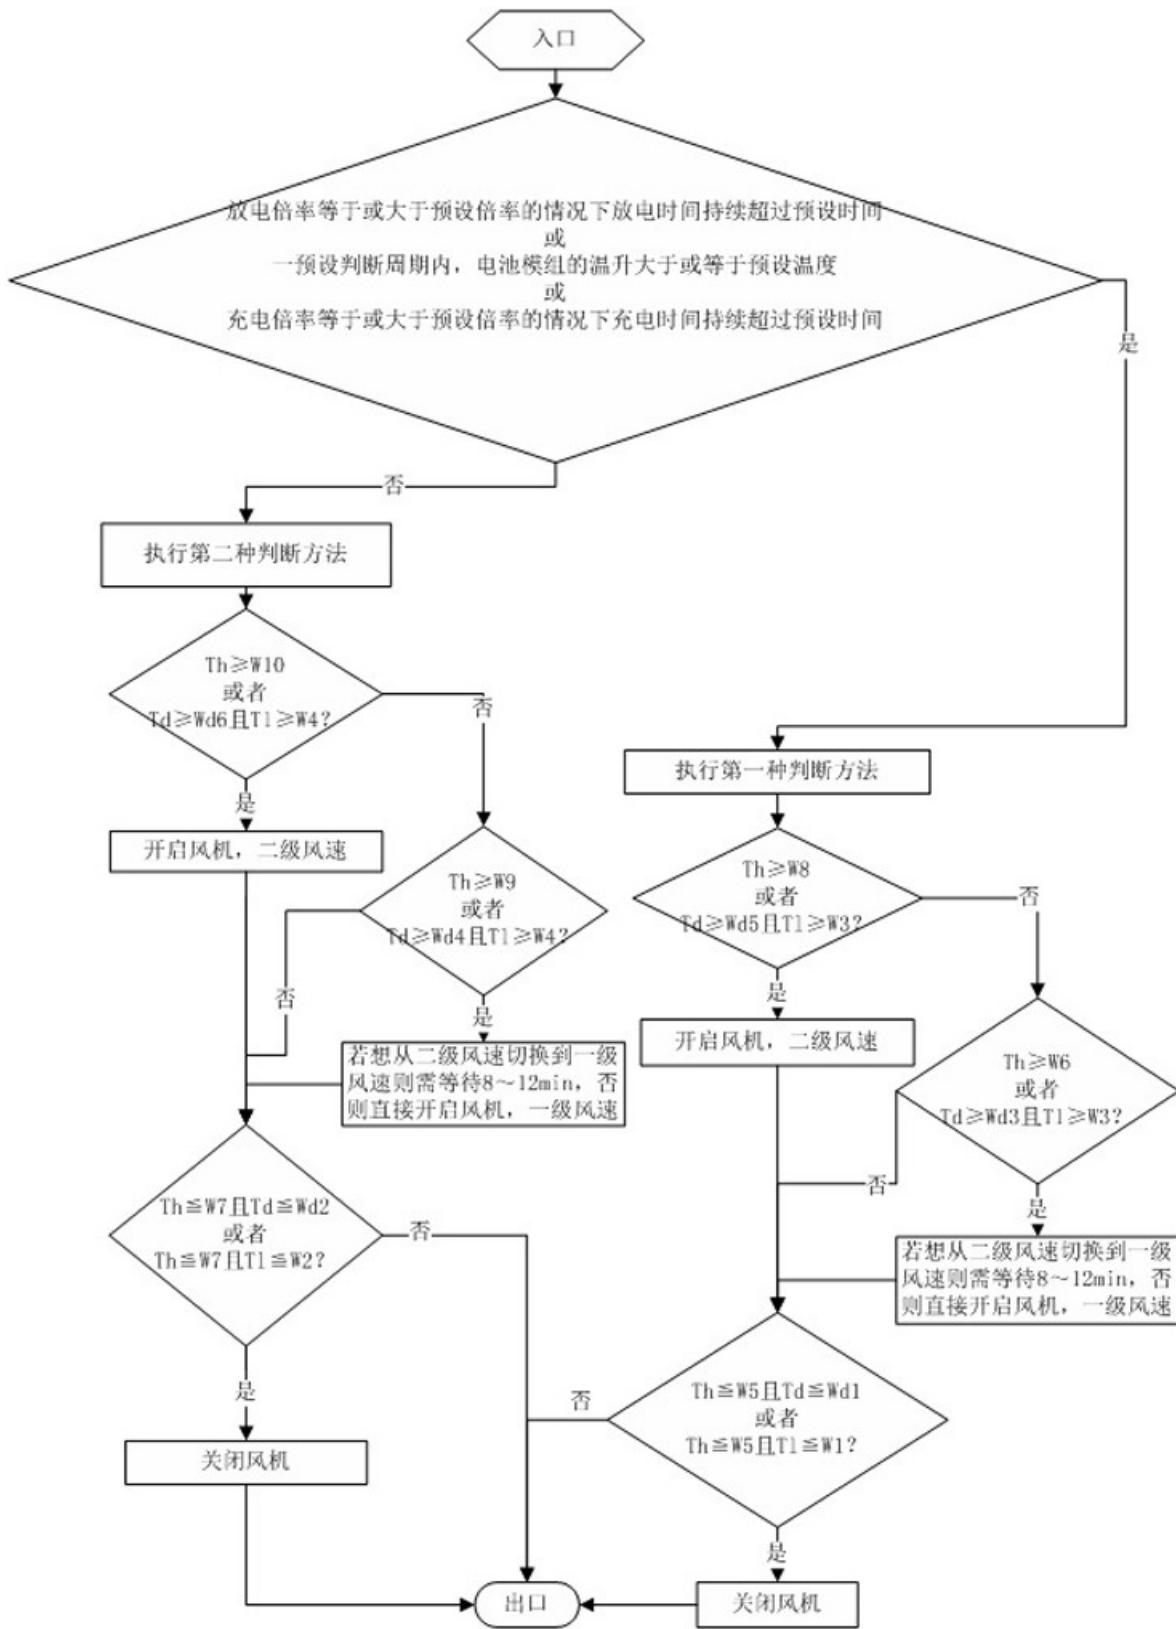 入口
放电倍率等于或大于预设倍率的情况下放电时间持续超过预设时间
或
一预设判断周期内，电池模组的温升大于或等于预设温度
或
充电倍率等于或大于预设倍率的情况下充电时间持续超过预设时间
是
否
执行第二种判断方法
Th≥W10
或者
Td≥Wd6且Tl≥W4?
否
是
开启风机，二级风速
Th≥W9
或者
Td≥Wd4且Tl≥W4?
否
是
若想从二级风速切换到一级
风速则需等待8～12min，否
则直接开启风机，一级风速
Th≦W7且Td≦Wd2
或者
Th≦W7且Tl≦W2?
否
是
关闭风机
执行第一种判断方法
Th≥W8
或者
Td≥Wd5且Tl≥W3?
否
是
开启风机，二级风速
Th≥W6
或者
Td≥Wd3且Tl≥W3?
否
是
若想从二级风速切换到一级
风速则需等待8～12min，否
则直接开启风机，一级风速
Th≦W5且Td≦Wd1
或者
Th≦W5且Tl≦W1?
否
是
关闭风机
出口